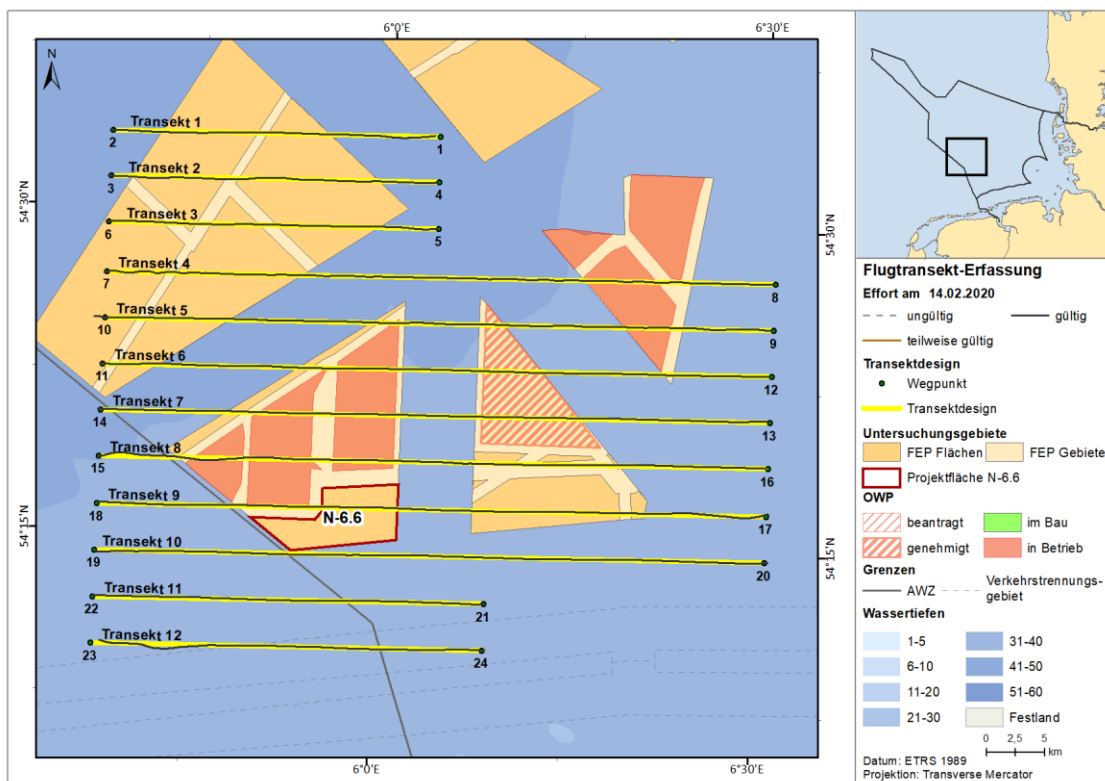 6°0'E
6°30'E
N
Transekt 1
2
1
Transekt 2
3
4
54°30'N
Transekt 3
6
5
54°30'N
Transekt 4
7
8
Transekt 5
10
9
Transekt 6
11
12
Transekt 7
14
13
Transekt 8
15
16
Transekt 9
18
17
N-6.6
54°15'N
Transekt 10
19
20
54°15'N
Transekt 11
22
21
Transekt 12
23
24
6°0'E
6°30'E
Flugtransekt-Erfassung
Effort am 14.02.2020
ungültig
gültig
teilweise gültig
Transektdesign
Wegpunkt
Transektdesign
Untersuchungsgebiete
FEP Flächen
FEP Gebiete
Projektfläche N-6.6
OWP
beantragt
im Bau
genehmigt
in Betrieb
Grenzen
AWZ
Verkehrstrennungs-
gebiet
Wassertiefen
1-5
31-40
6-10
41-50
11-20
51-60
21-30
Festland
0 2,5 5
km
Datum: ETRS 1989
Projektion: Transverse Mercator